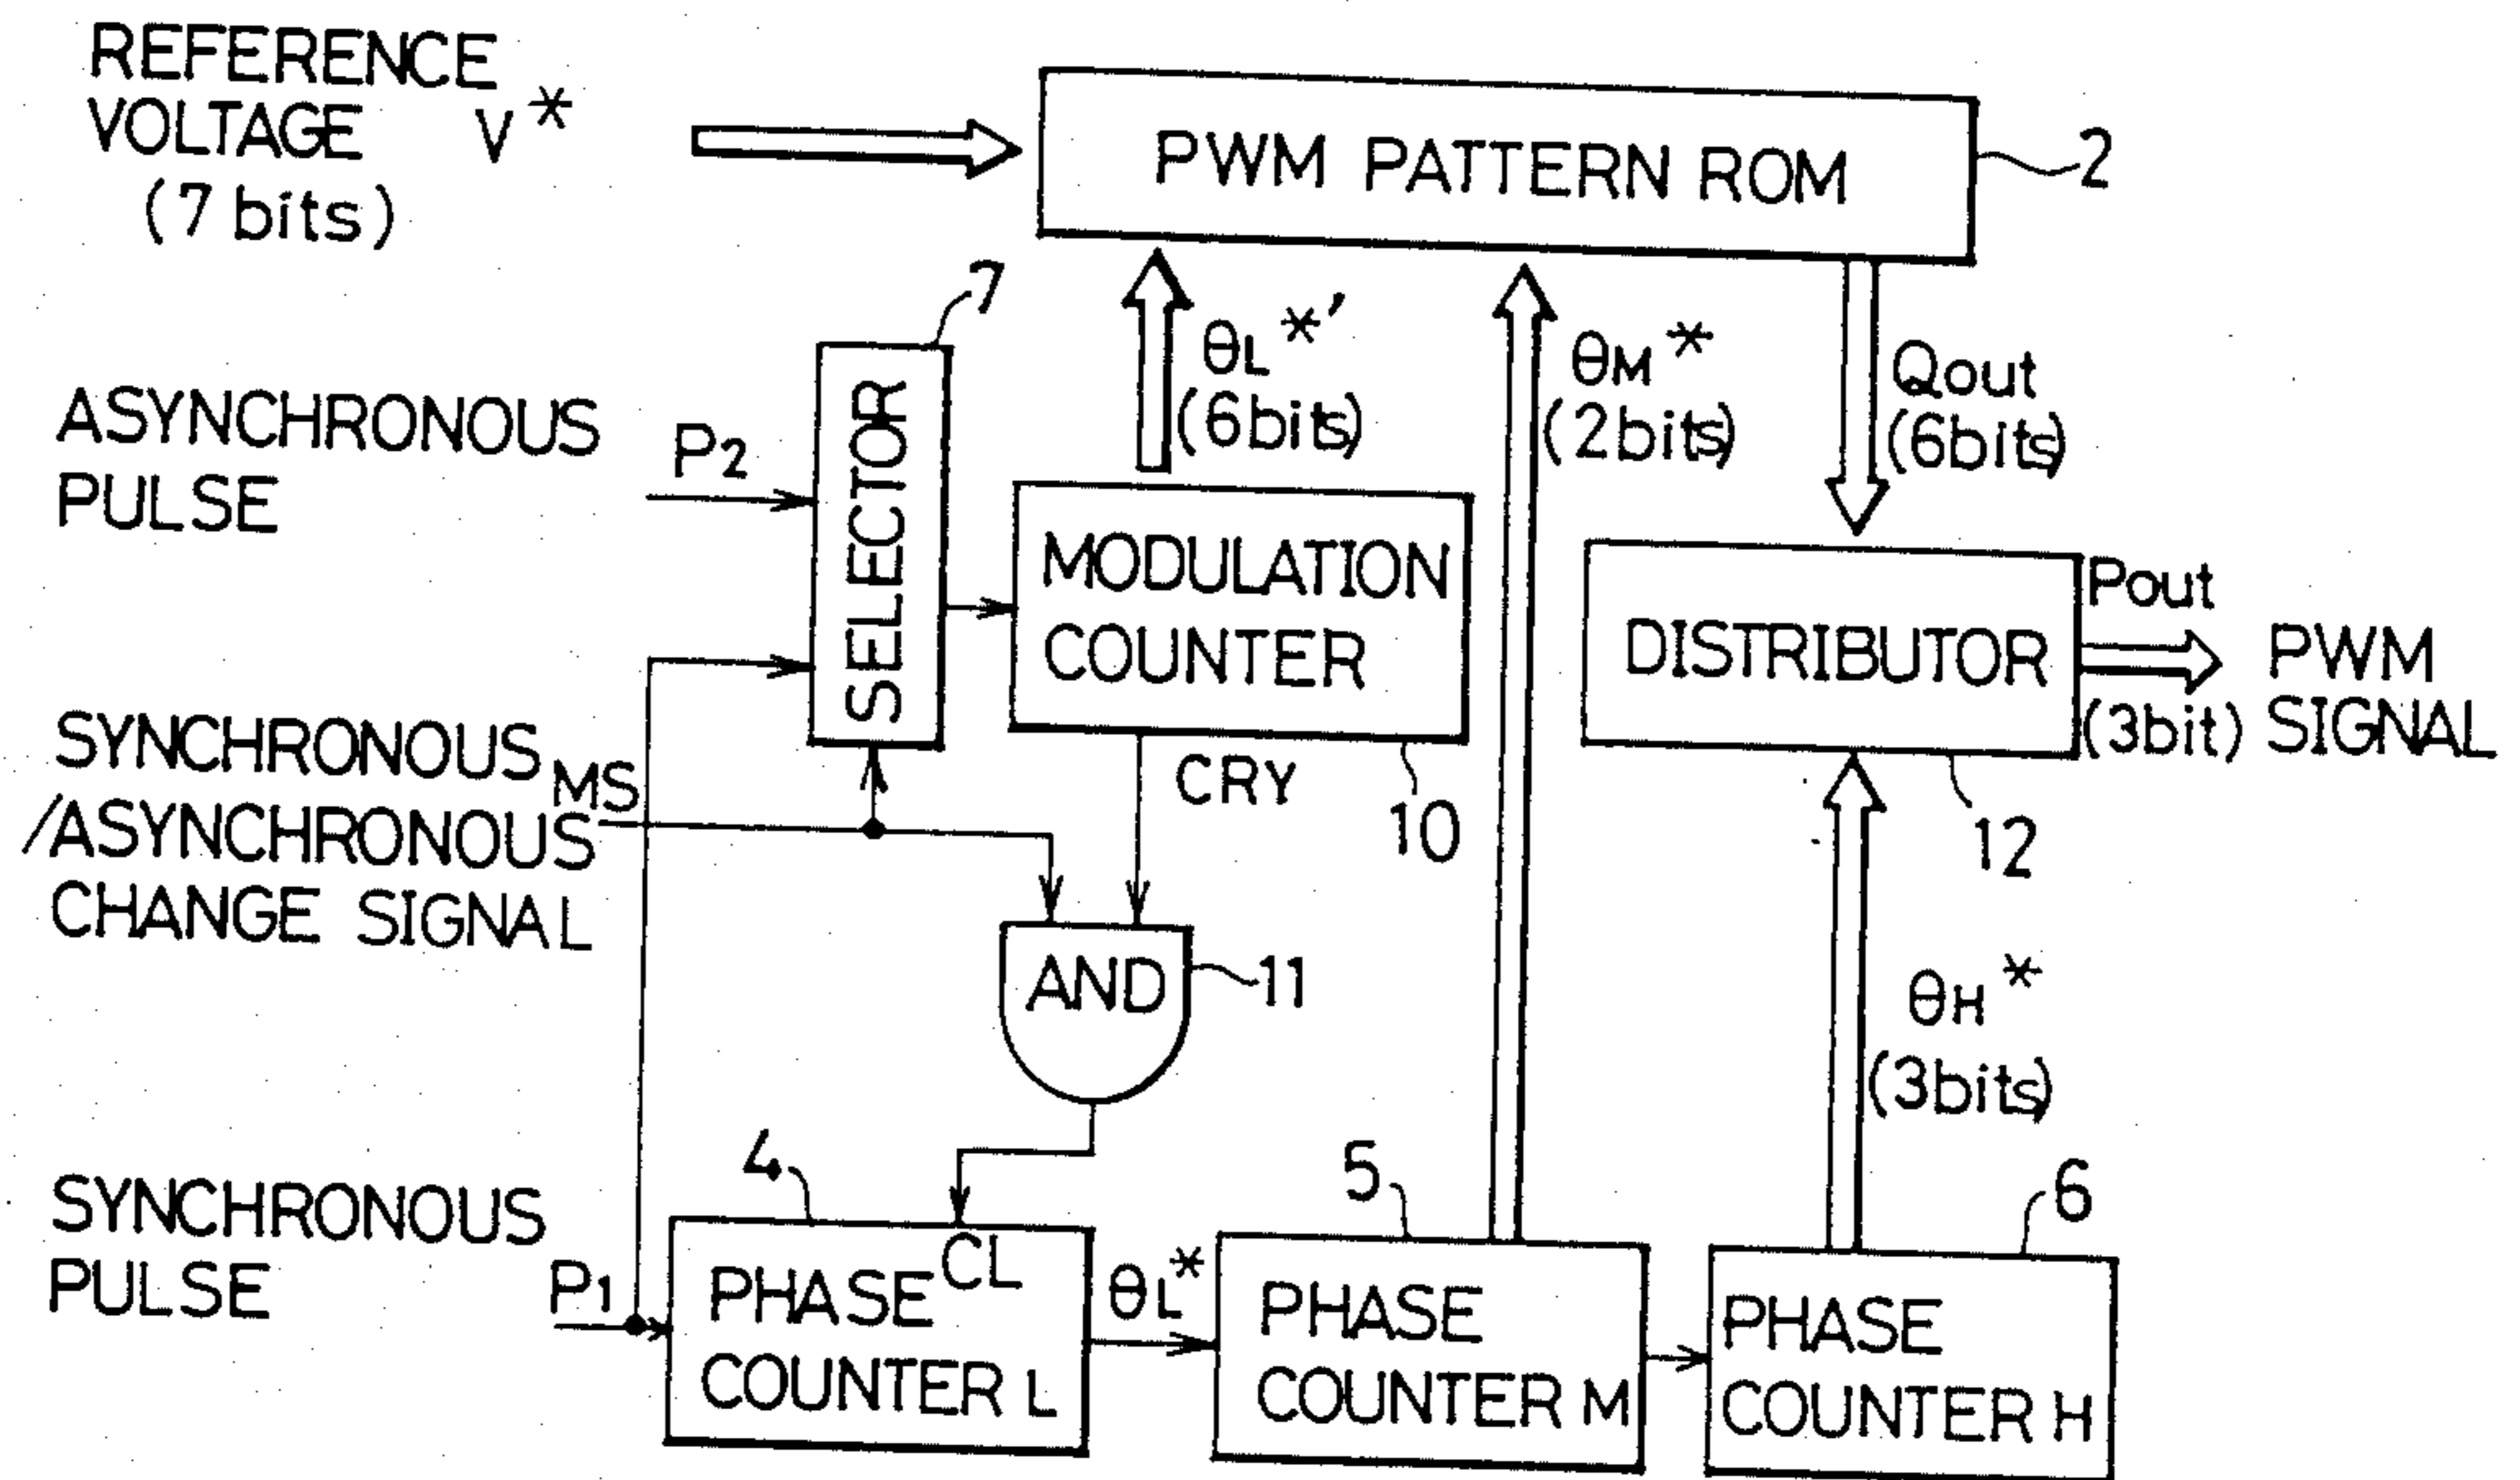 REFERENCE
VOLTAGE V*
(7 bits)
PWM PATTERN ROM
2
7
θL*′
(6bits)
θM*
(2bits)
Qout
(6bits)
ASYNCHRONOUS
PULSE
P2
SELECTOR
MODULATION
COUNTER
10
DISTRIBUTOR
12
Pout
(3bit)
PWM
SIGNAL
SYNCHRONOUS
/ASYNCHRONOUS
CHANGE SIGNAL
MS
CRY
AND
11
θH*
(3bits)
SYNCHRONOUS
PULSE
P1
4
CL
PHASE
COUNTER L
θL*
5
PHASE
COUNTER M
6
PHASE
COUNTER H